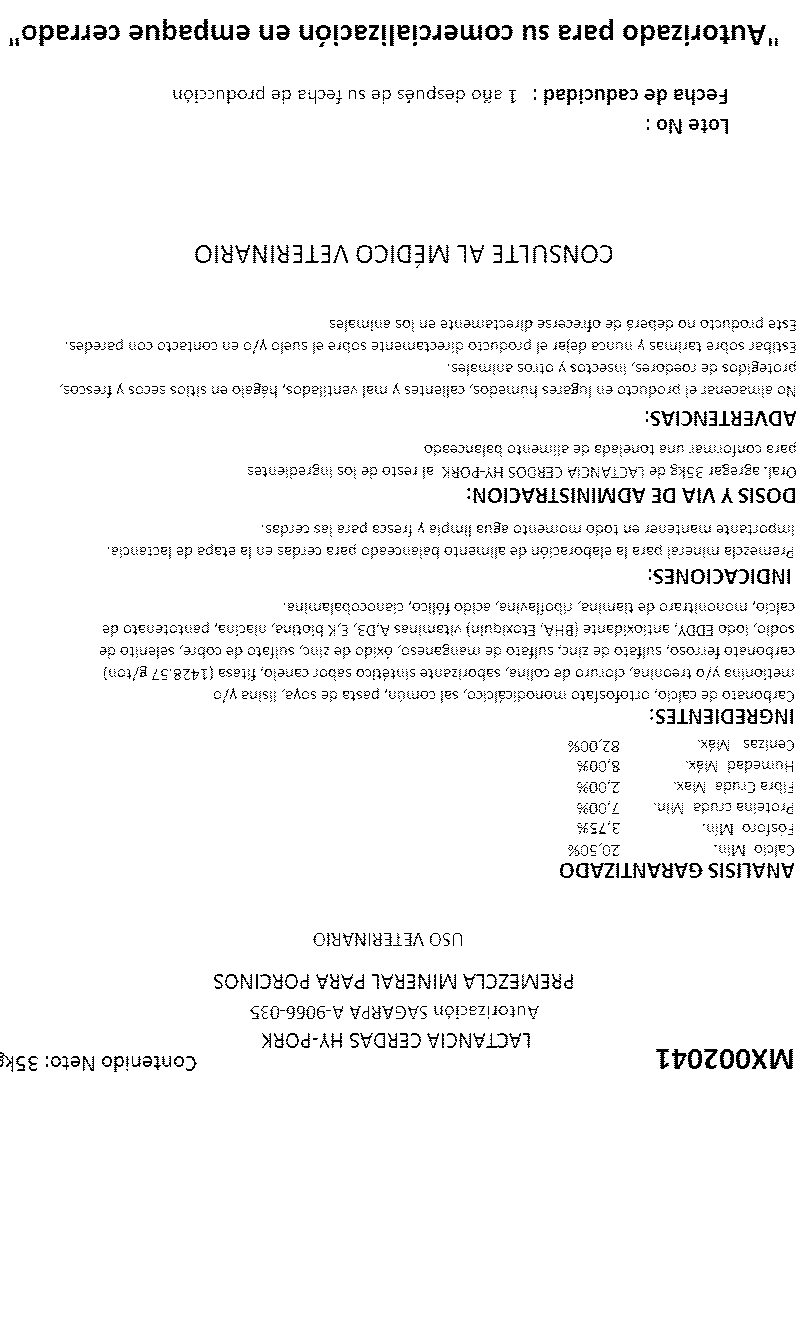 MX002041
Contenido Neto: 35kg
LACTANCIA CERDAS HY-PORK
Autorización SAGARPA A-9066-035
PREMEZCLA MINERAL PARA PORCINOS
USO VETERINARIO
ANALISIS GARANTIZADO
Calcio Mín. 20,50%
Fósforo Mín. 3,75%
Proteina cruda Min. 7,00%
Fibra Cruda Max. 2,00%
Humedad Máx. 8,00%
Cenizas Máx. 82,00%
INGREDIENTES:
Carbonato de calcio, ortofosfato monodicálcico, sal común, pasta de soya, lisina y/o
metionina y/o treonina, cloruro de colina, saborizante sintético sabor canela, fitasa (1428.57 g/ton)
carbonato ferroso, sulfato de zinc, sulfato de manganeso, óxido de zinc, sulfato de cobre, selenito de
sodio, iodo EDDY, antioxidante (BHA, Etoxiquin) vitaminas A,D3, E,K biotina, niacina, pantotenato de
calcio, mononitraro de tiamina, riboflavina, acido fólico, cianocobalamina.
INDICACIONES:
Premezcla mineral para la elaboración de alimento balanceado para cerdas en la etapa de lactancia.
Importante mantener en todo momento agua limpia y fresca para las cerdas.
DOSIS Y VIA DE ADMINISTRACION:
Oral. agregar 35kg de LACTANCIA CERDOS HY-PORK al resto de los ingredientes
para conformar una tonelada de alimento balanceado
ADVERTENCIAS:
No almacenar el producto en lugares humedos, calientes y mal ventilados, hágalo en sitios secos y frescos,
protegidos de roedores, insectos y otros animales.
Estibar sobre tarimas y nunca dejar el producto directamente sobre el suelo y/o en contacto con paredes.
Este producto no deberá de ofrecerse directamente en los animales
CONSULTE AL MÉDICO VETERINARIO
Lote No :
Fecha de caducidad : 1 año después de su fecha de producción
"Autorizado para su comercialización en empaque cerrado"